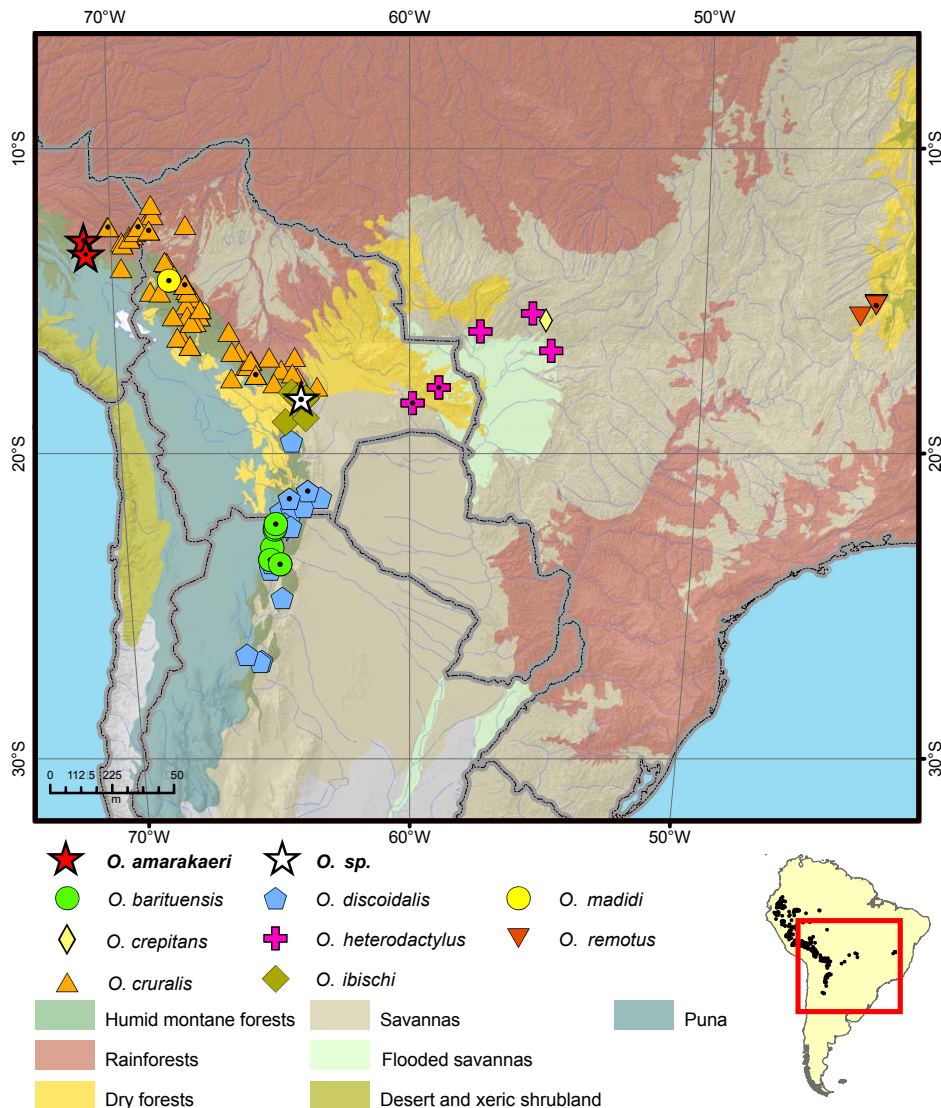 70°W 60°W 50°W
10°S 10°S
20°S 20°S
30°S 30°S
0 112.5 225 50
m
70°W 60°W 50°W
O. amarakaeri O. sp.
O. barituensis O. discoidalis O. madidi
O. crepitans O. heterodactylus O. remotus
O. cruralis O. ibischi
Humid montane forests Savannas Puna
Rainforests Flooded savannas
Dry forests Desert and xeric shrubland